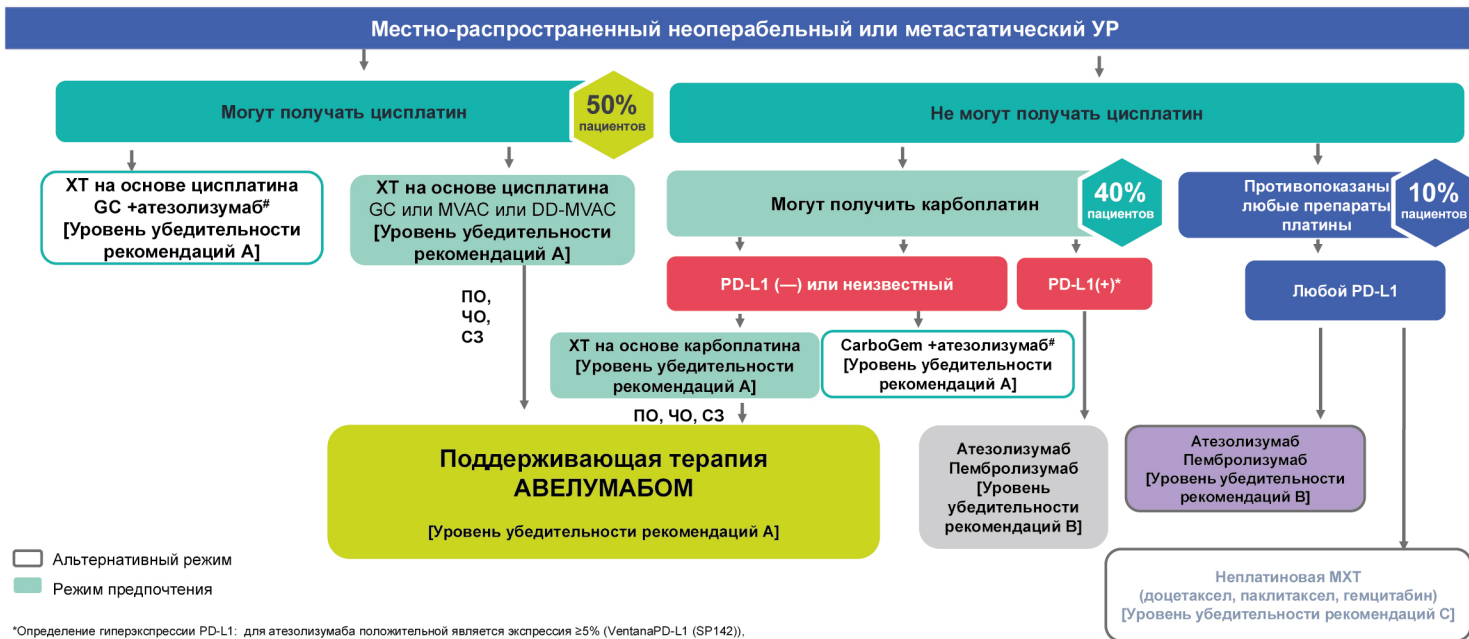 Местно-распространенный неоперабельный или метастатический УР
Могут получать цисплатин
50%
пациентов
Не могут получать цисплатин
ХТ на основе цисплатина
GC +атезолизумаб#
[Уровень убедительности
рекомендаций А]
ХТ на основе цисплатина
GC или MVAC или DD-MVAC
[Уровень убедительности
рекомендаций А]
Могут получить карбоплатин
40%
пациентов
Противопоказаны
любые препараты
платины
10%
пациентов
PD-L1 (—) или неизвестный
PD-L1(+)*
Любой PD-L1
ПО,
ЧО,
СЗ
ХТ на основе карбоплатина
[Уровень убедительности
рекомендаций А]
CarboGem +атезолизумаб#
[Уровень убедительности
рекомендаций А]
ПО, ЧО, СЗ
Поддерживающая терапия
АВЕЛУМАБОМ
[Уровень убедительности рекомендаций А]
Атезолизумаб
Пембролизумаб
[Уровень
убедительности
рекомендаций В]
Атезолизумаб
Пембролизумаб
[Уровень убедительности
рекомендаций В]
Альтернативный режим
Режим предпочтения
Неплатиновая МХТ
(доцетаксел, паклитаксел, гемцитабин)
[Уровень убедительности рекомендаций С]
*Определение гиперэкспрессии PD-L1: для атезолизумаба положительной является экспрессия ≥5% (VentanaPD-L1 (SP142)),